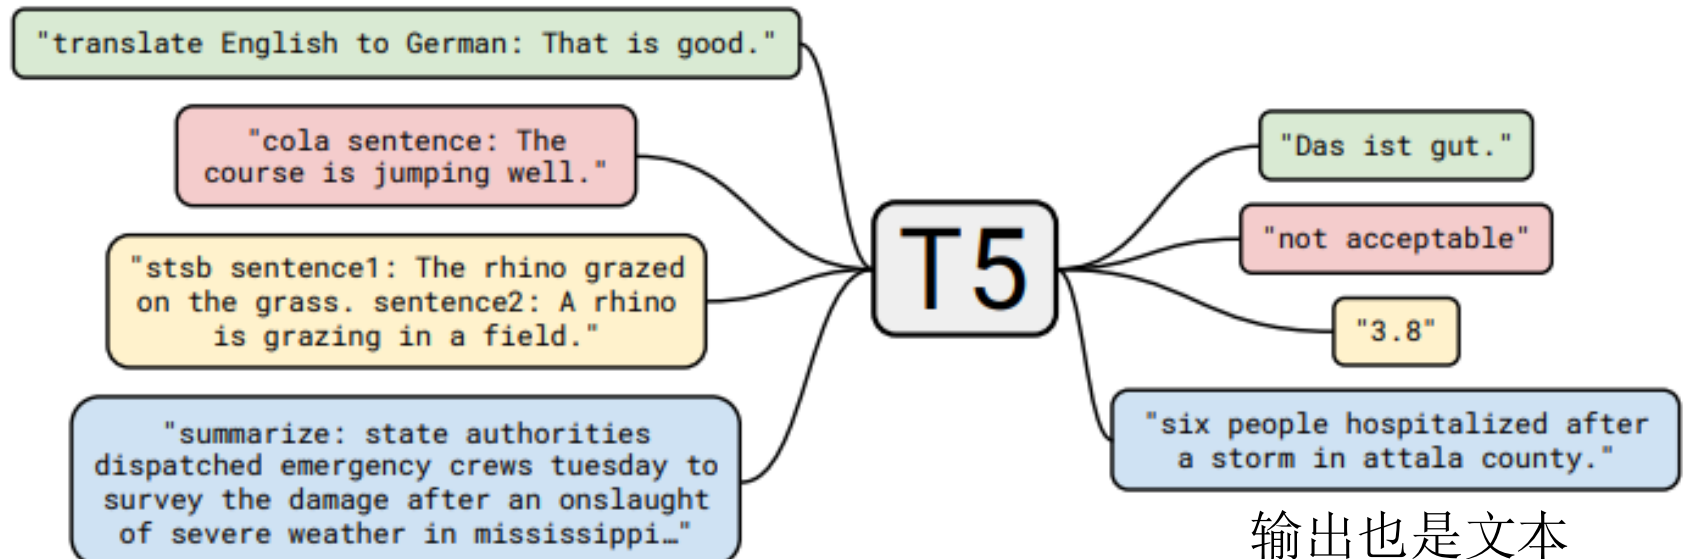 "translate English to German: That is good."
"cola sentence: The
course is jumping well."
"stsb sentence1: The rhino grazed
on the grass. sentence2: A rhino
is grazing in a field."
"summarize: state authorities
dispatched emergency crews tuesday to
survey the damage after an onslaught
of severe weather in mississippi…"
T5
"Das ist gut."
"not acceptable"
"3.8"
"six people hospitalized after
a storm in attala county."
输出也是文本